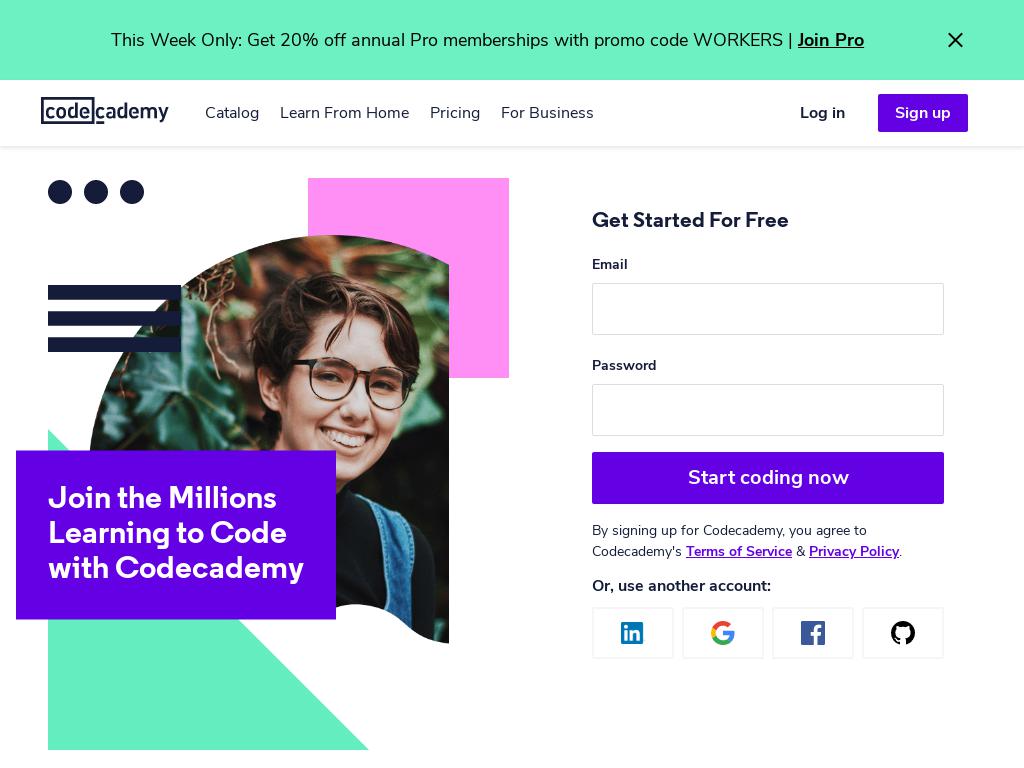 This Week Only: Get 20% off annual Pro memberships with promo code WORKERS | Join Pro
codecademy
Catalog
Learn From Home
Pricing
For Business
Log in
Sign up
Join the Millions
Learning to Code
with Codecademy
Get Started For Free
Email
Password
Start coding now
By signing up for Codecademy, you agree to
Codecademy's Terms of Service & Privacy Policy.
Or, use another account: